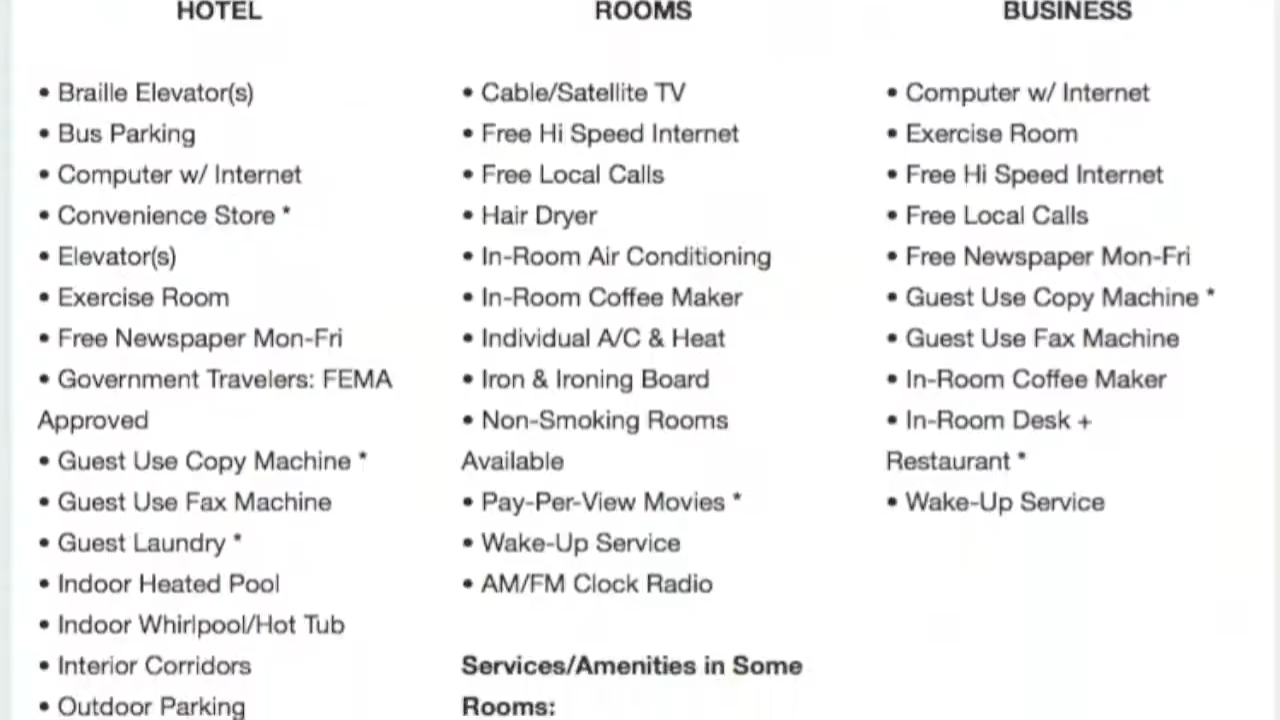 HOTEL
• Braille Elevator(s)
• Bus Parking
• Computer w/ Internet
• Convenience Store *
• Elevator(s)
• Exercise Room
• Free Newspaper Mon-Fri
• Government Travelers: FEMA
Approved
• Guest Use Copy Machine *
• Guest Use Fax Machine
• Guest Laundry *
• Indoor Heated Pool
• Indoor Whirlpool/Hot Tub
• Interior Corridors
• Outdoor Parking
ROOMS
• Cable/Satellite TV
• Free Hi Speed Internet
• Free Local Calls
• Hair Dryer
• In-Room Air Conditioning
• In-Room Coffee Maker
• Individual A/C & Heat
• Iron & Ironing Board
• Non-Smoking Rooms
Available
• Pay-Per-View Movies *
• Wake-Up Service
• AM/FM Clock Radio
Services/Amenities in Some
Rooms:
BUSINESS
• Computer w/ Internet
• Exercise Room
• Free Hi Speed Internet
• Free Local Calls
• Free Newspaper Mon-Fri
• Guest Use Copy Machine *
• Guest Use Fax Machine
• In-Room Coffee Maker
• In-Room Desk +
Restaurant *
• Wake-Up Service